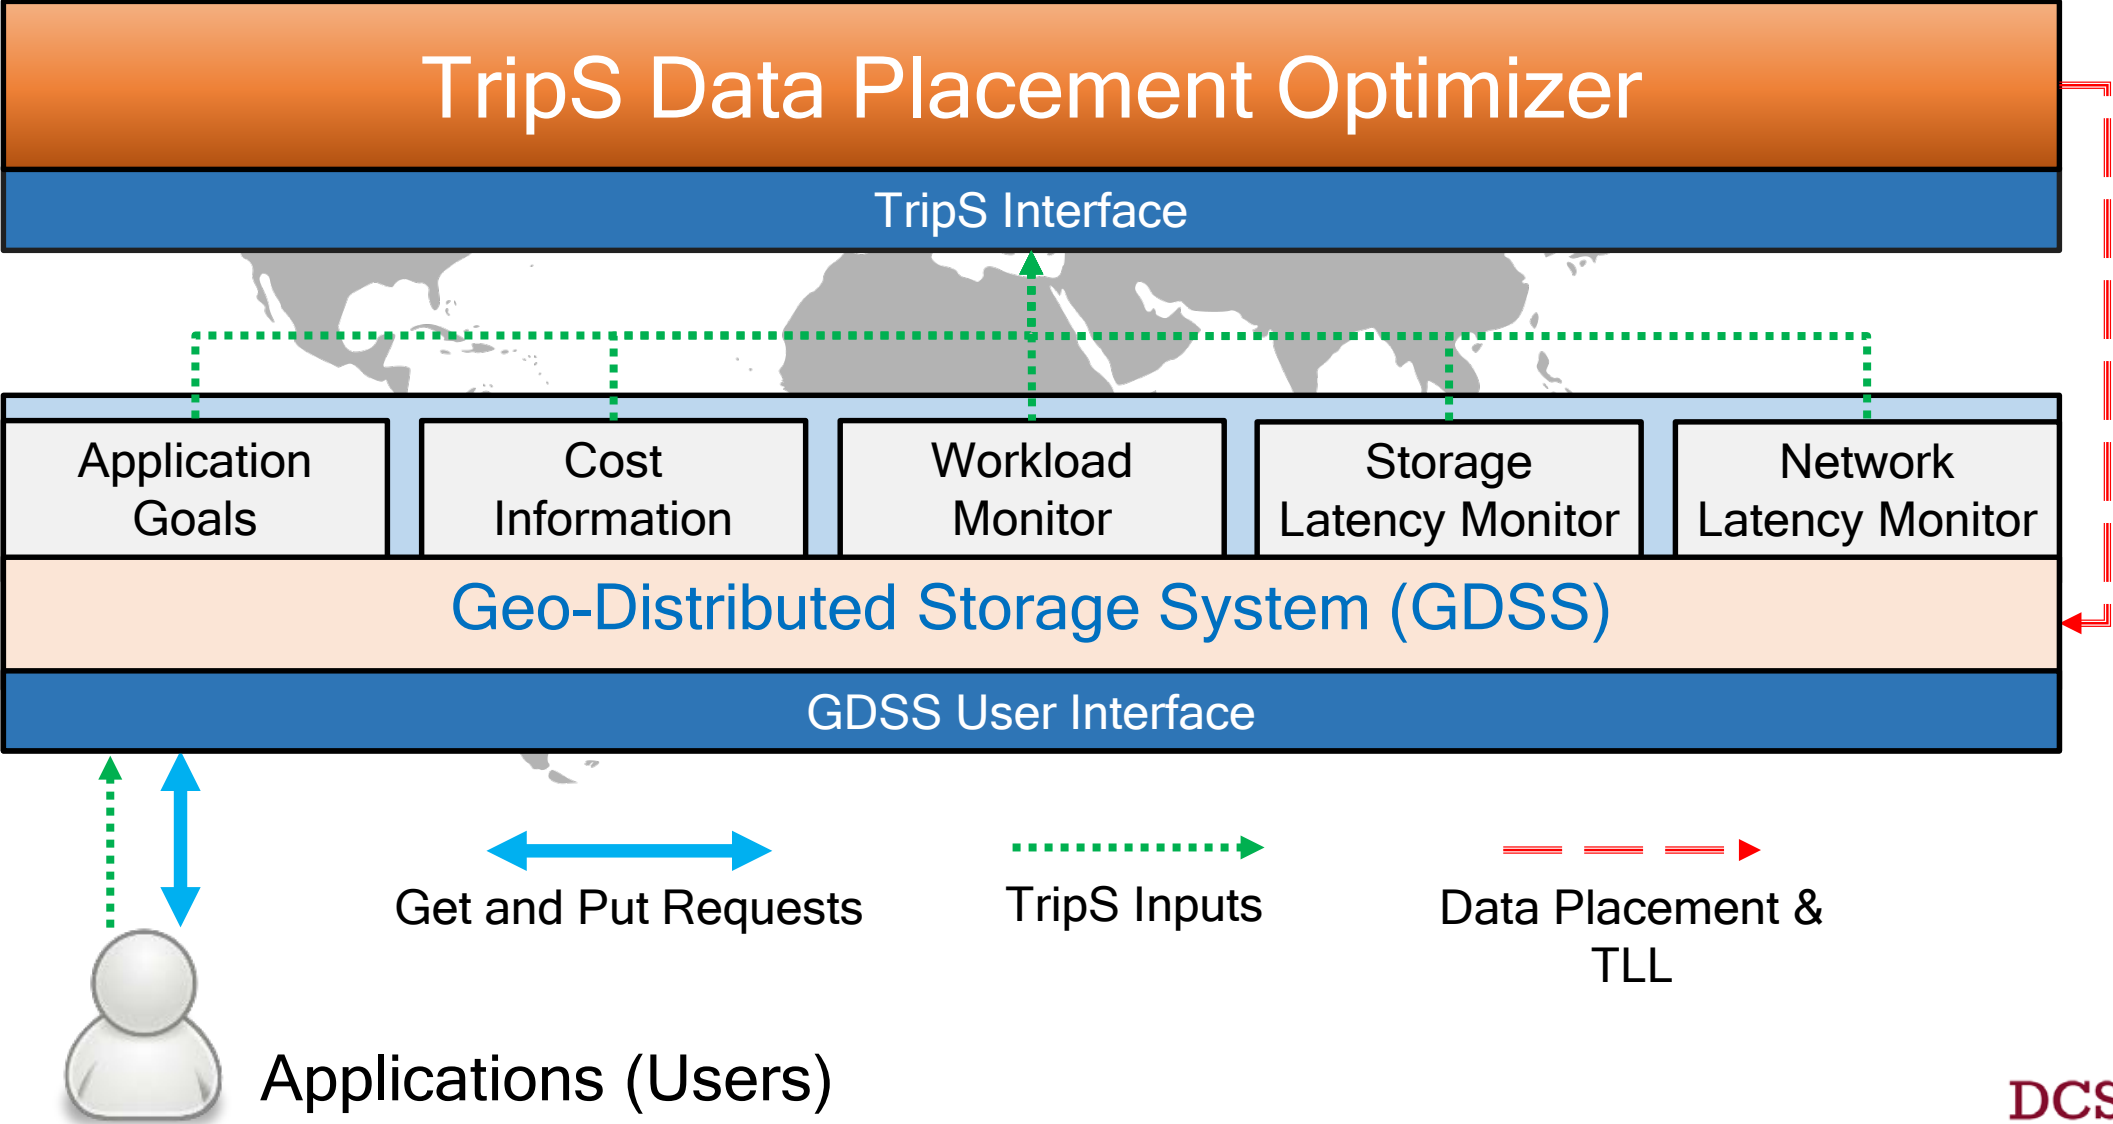 TripS Data Placement Optimizer
TripS Interface
Application
Goals
Cost
Information
Workload
Monitor
Storage
Latency Monitor
Network
Latency Monitor
Geo-Distributed Storage System (GDSS)
GDSS User Interface
Get and Put Requests
TripS Inputs
Data Placement &
TLL
Applications (Users)
DCS